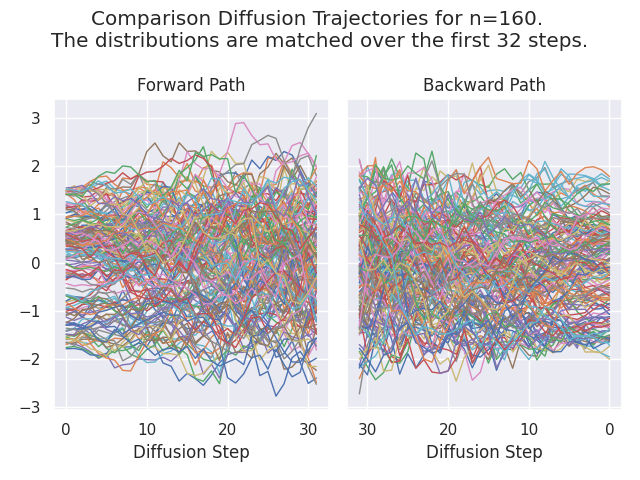 Comparison Diffusion Trajectories for n=160.
The distributions are matched over the first 32 steps.
Forward Path
Backward Path
3
2
1
0
−1
−2
−3
0
10
20
30
30
20
10
0
Diffusion Step
Diffusion Step